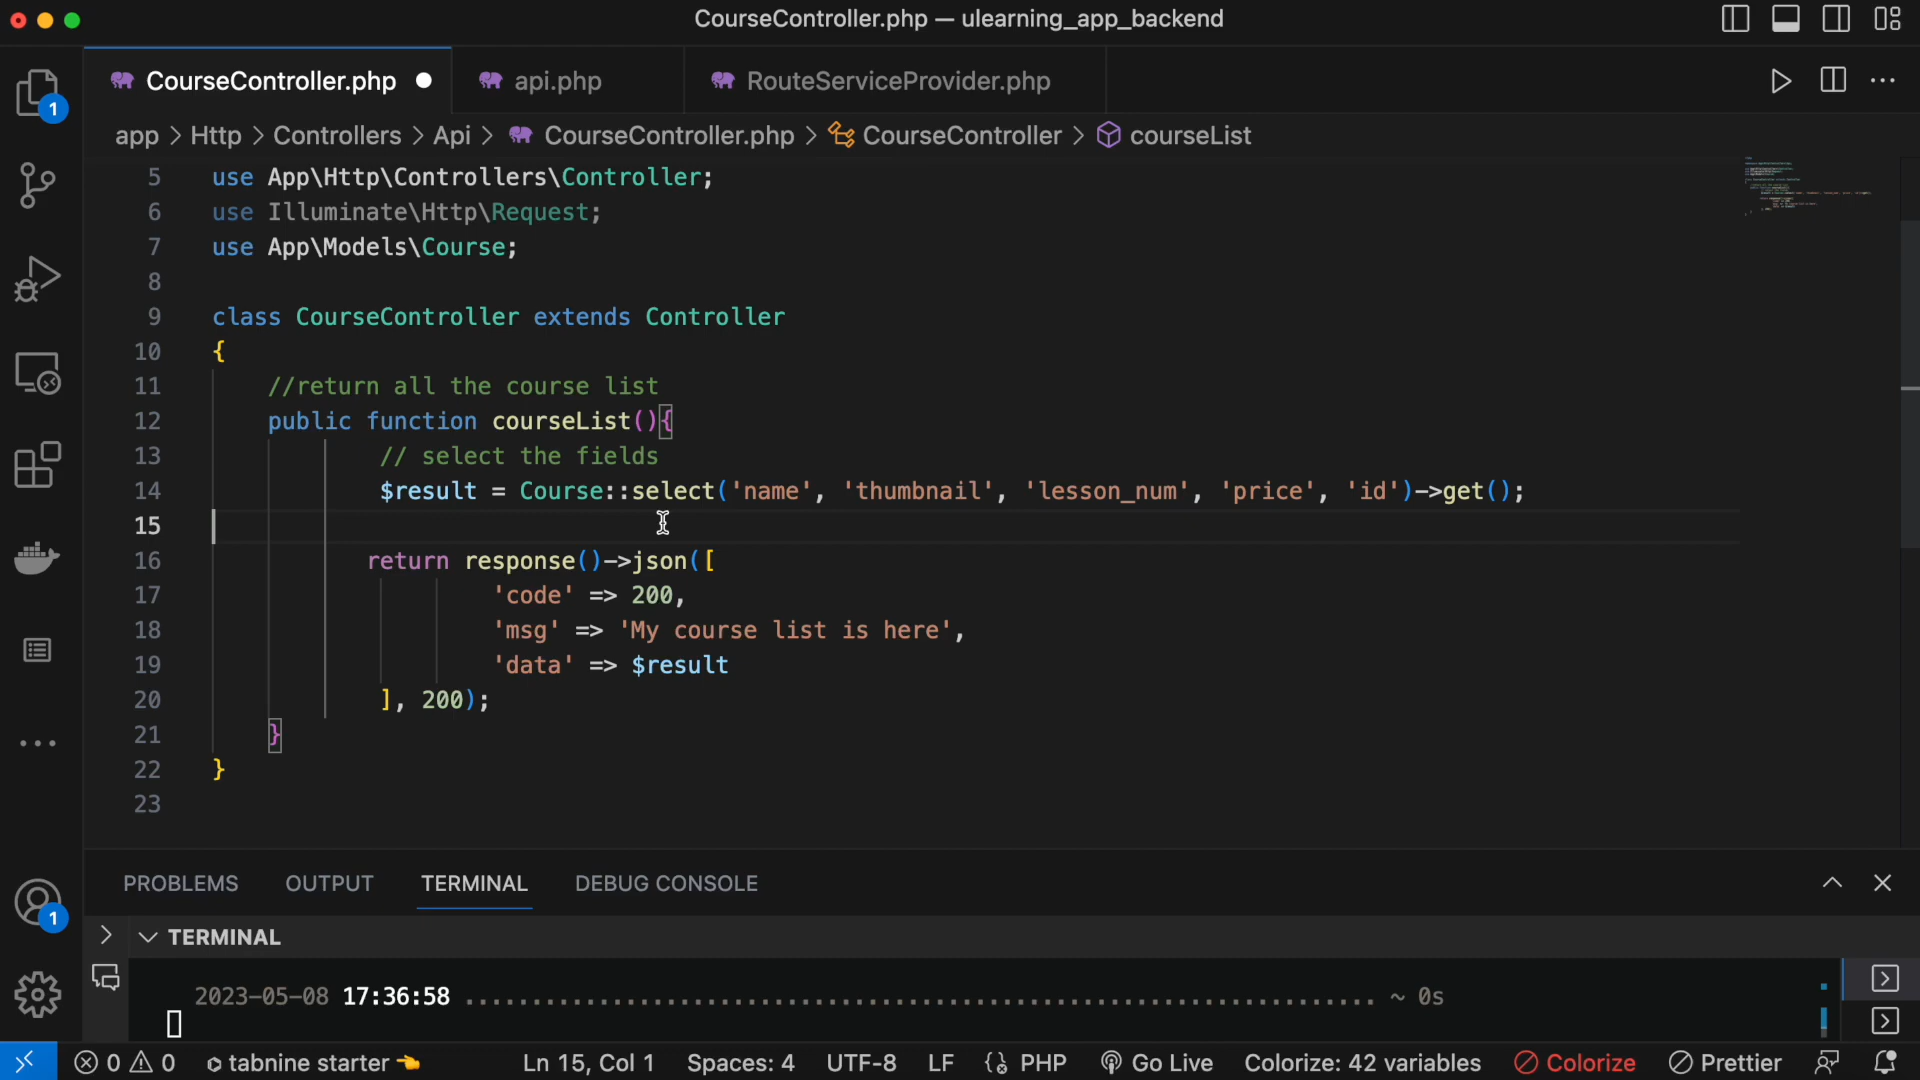 CourseController.php — ulearning_app_backend
CourseController.php
api.php
RouteServiceProvider.php
app > Http > Controllers > Api > CourseController.php > CourseController > courseList
5 use App\Http\Controllers\Controller;
6 use Illuminate\Http\Request;
7 use App\Models\Course;
8
9 class CourseController extends Controller
10 {
11 //return all the course list
12 public function courseList(){
13 // select the fields
14 $result = Course::select('name', 'thumbnail', 'lesson_num', 'price', 'id')->get();
15
16 return response()->json([
17 'code' => 200,
18 'msg' => 'My course list is here',
19 'data' => $result
20 ], 200);
21 }
22 }
23
PROBLEMS OUTPUT TERMINAL DEBUG CONSOLE
TERMINAL
2023-05-08 17:36:58 ................................................................. ~ 0s
1
1
0 0 tabnine starter 👈 Ln 15, Col 1 Spaces: 4 UTF-8 LF PHP Go Live Colorize: 42 variables Colorize Prettier